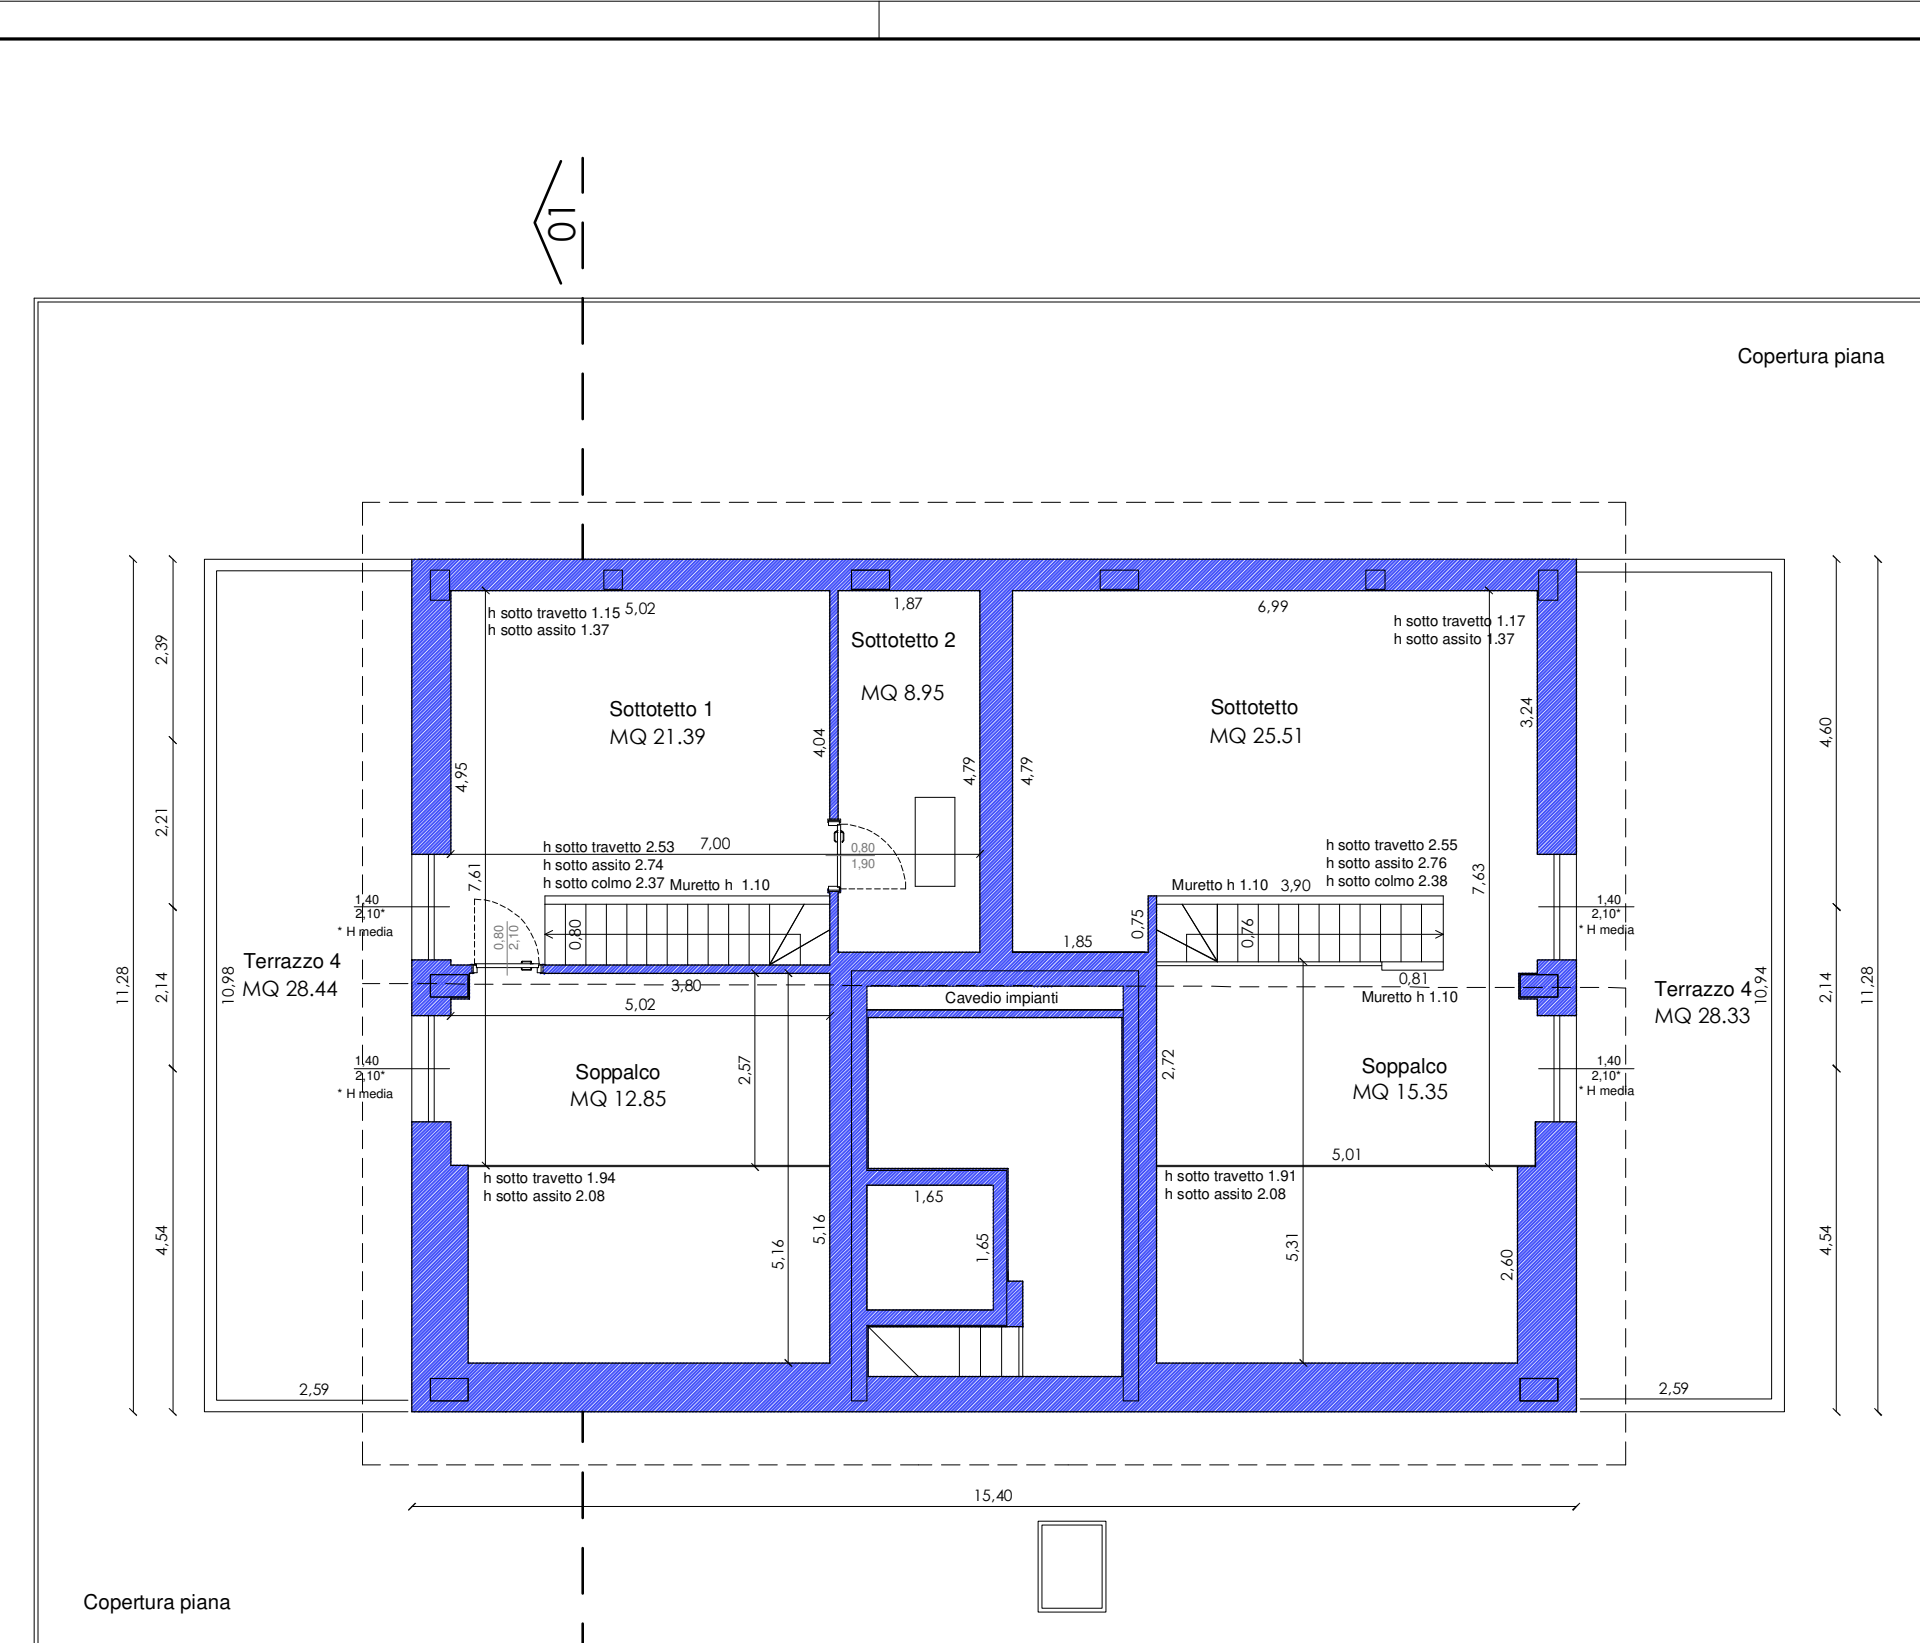 01
Copertura piana
h sotto travetto 1.15
h sotto assito 1.37
5,02
1,87
6,99
h sotto travetto 1.17
h sotto assito 1.37
Sottotetto 2
MQ 8.95
2,39
Sottotetto 1
MQ 21.39
Sottotetto
MQ 25.51
3,24
4,60
4,04
4,95
4,79
4,79
2,21
h sotto travetto 2.53
h sotto assito 2.74
h sotto colmo 2.37
7,00
0,80
1,90
h sotto travetto 2.55
h sotto assito 2.76
h sotto colmo 2.38
7,61
Muretto h 1.10
Muretto h 1.10
3,90
7,63
1,40
2,10*
* H media
0,80
2,10
0,80
0,75
0,76
1,85
1,40
2,10*
* H media
Terrazzo 4
MQ 28.44
11,28
2,14
10,98
3,80
5,02
Cavedio impianti
0,81
Muretto h 1.10
Terrazzo 4
MQ 28.33
10,94
2,14
11,28
1,40
2,10*
* H media
Soppalco
MQ 12.85
2,57
2,72
Soppalco
MQ 15.35
1,40
2,10*
* H media
h sotto travetto 1.94
h sotto assito 2.08
5,01
h sotto travetto 1.91
h sotto assito 2.08
1,65
1,65
4,54
5,16
5,16
5,31
2,60
4,54
2,59
2,59
15,40
Copertura piana